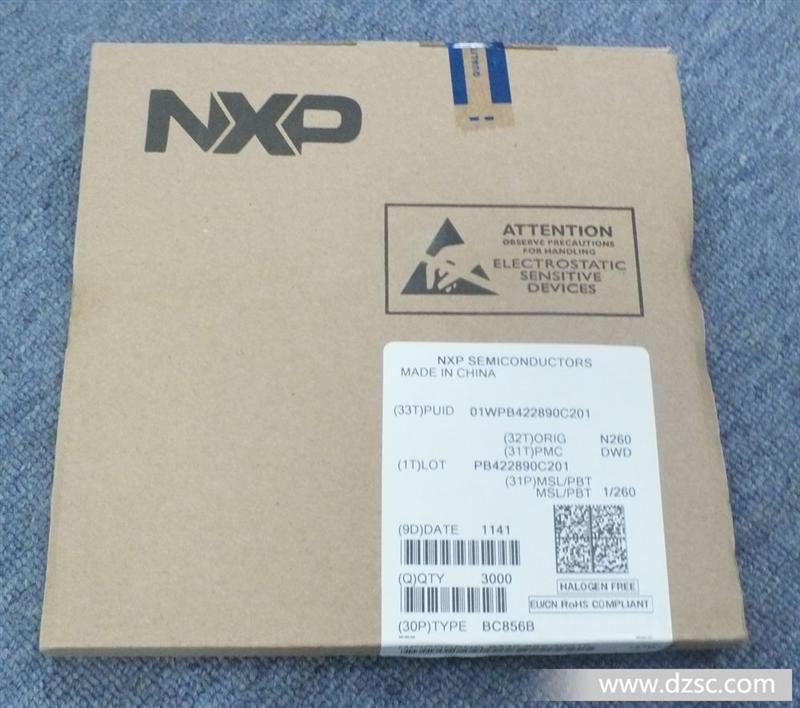 QUALITY
NXP
ATTENTION
OBSERVE PRECAUTIONS
FOR HANDLING
ELECTROSTATIC
SENSITIVE
DEVICES
NXP SEMICONDUCTORS
MADE IN CHINA
(33T)PUID 01WPB422890C201
(32T)ORIG N260
(31T)PMC DWD
(1T)LOT PB422890C201
(31P)MSL/PBT
MSL/PBT 1/260
(9D)DATE 1141
(Q)QTY 3000
HALOGEN FREE
EU/CN RoHS COMPLIANT
(30P)TYPE BC856B
www.dzsc.com